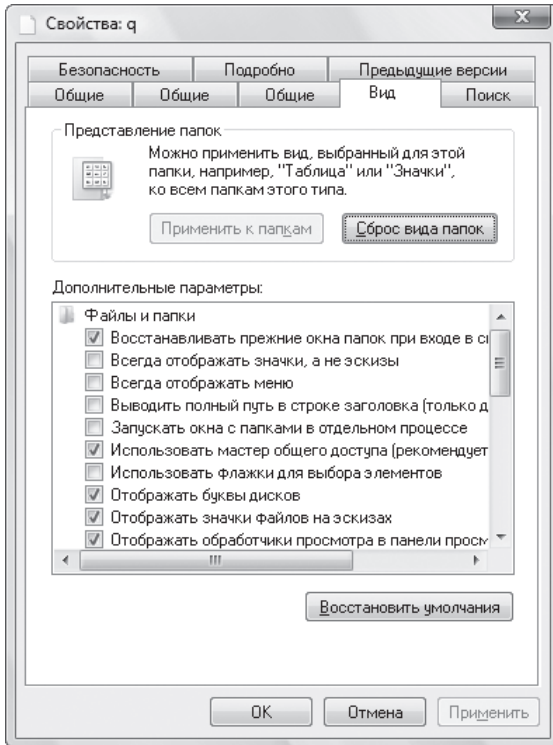 Свойства: q
Безопасность Подробно Предыдущие версии
Общие Общие Общие Вид Поиск
Представление папок
Можно применить вид, выбранный для этой
папки, например, "Таблица" или "Значки",
ко всем папкам этого типа.
Применить к папкам Сброс вида папок
Дополнительные параметры:
Файлы и папки
Восстанавливать прежние окна папок при входе в си
Всегда отображать значки, а не эскизы
Всегда отображать меню
Выводить полный путь в строке заголовка (только д
Запускать окна с папками в отдельном процессе
Использовать мастер общего доступа (рекомендует
Использовать флажки для выбора элементов
Отображать буквы дисков
Отображать значки файлов на эскизах
Отображать обработчики просмотра в панели просм
Восстановить умолчания
OK Отмена Применить